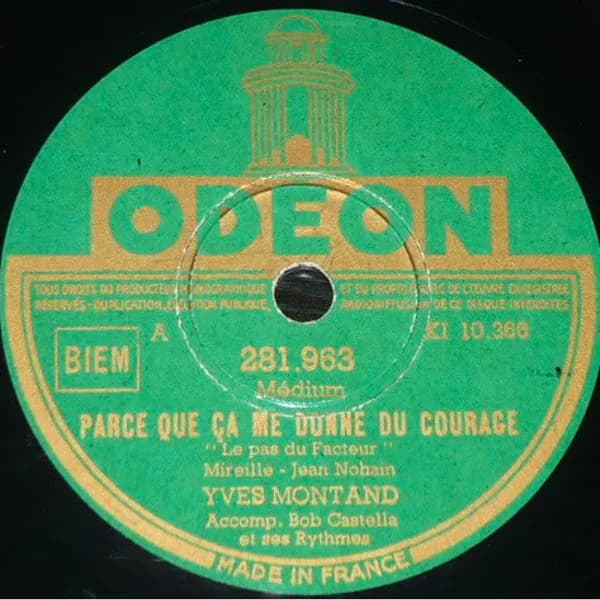 ODEON
TOUS DROITS DU PRODUCTEUR PHONOGRAPHIQUE ET DU PROPRIÉTAIRE DE L'ŒUVRE ENREGISTRÉE
RÉSERVÉS - DUPLICATION, EXÉCUTION PUBLIQUE, RADIODIFFUSION DE CE DISQUE INTERDITES
BIEM
A
281.963
KI 10.386
Médium
PARCE QUE ÇA ME DONNE DU COURAGE
"Le pas du Facteur"
Mireille - Jean Nohain
YVES MONTAND
Accomp. Bob Castella
et ses Rythmes
MADE IN FRANCE